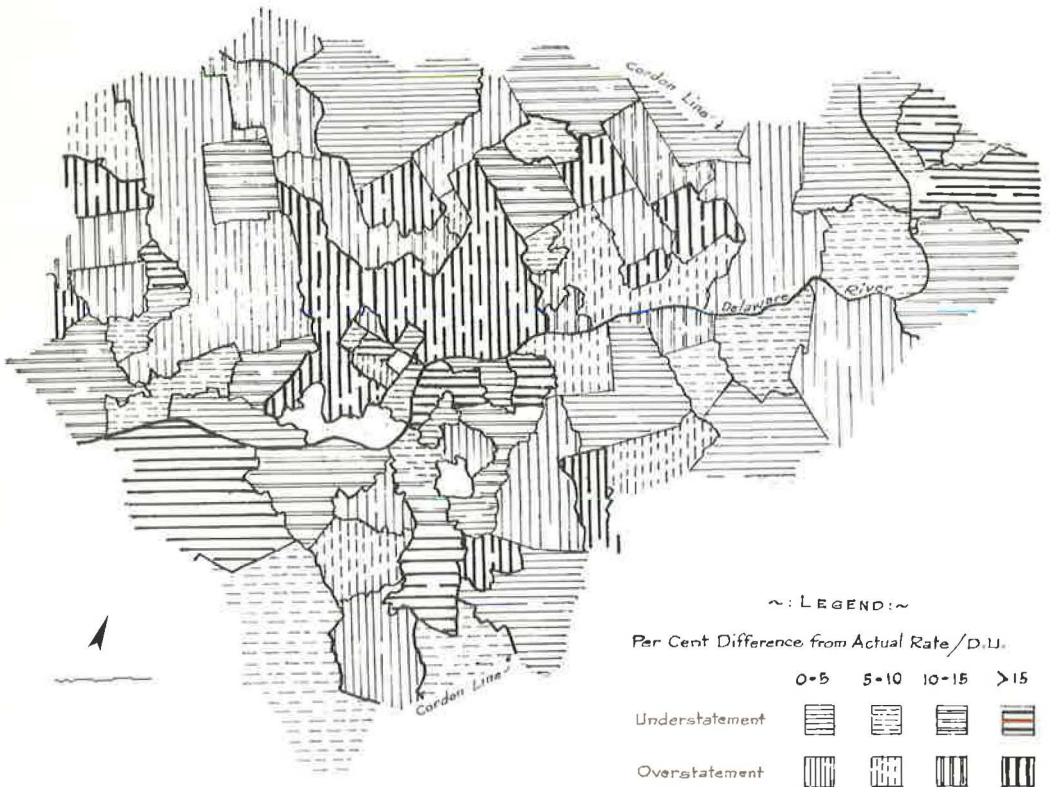 Cordon Line
Delaware River
Cordon Line
~: LEGEND:~
Per Cent Difference from Actual Rate/D.U.
0-5 5-10 10-15 >15
Understatement
Overstatement